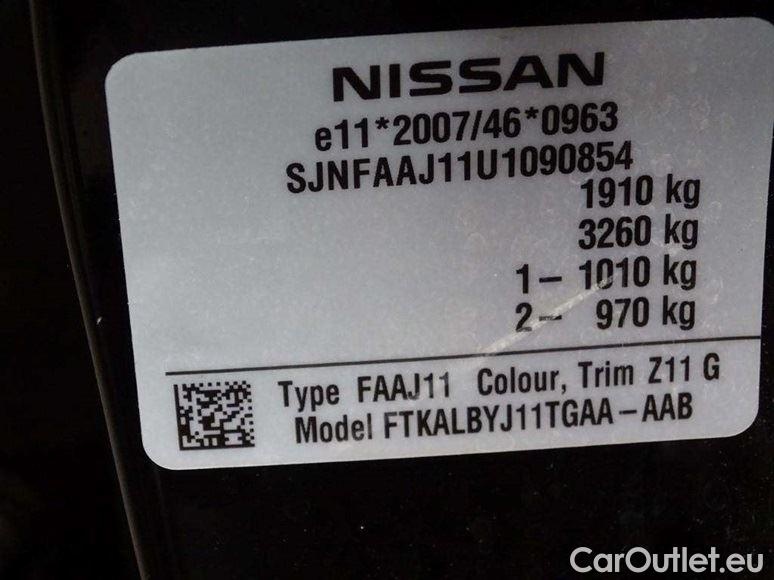 NISSAN
e11*2007/46*0963
SJNFAAJ11U1090854
1910 kg
3260 kg
1– 1010 kg
2– 970 kg
Type FAAJ11 Colour, Trim Z11 G
Model FTKALBYJ11TGAA–AAB
CarOutlet.eu